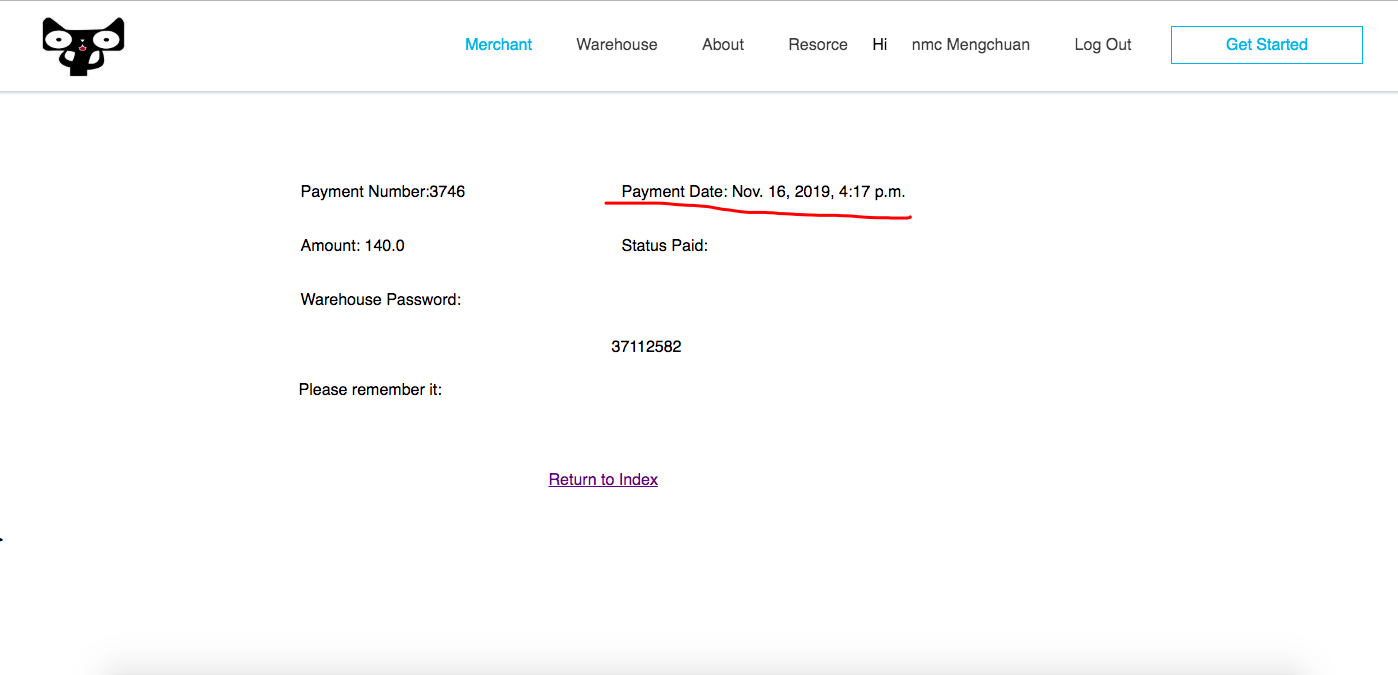 Merchant Warehouse About Resorce Hi nmc Mengchuan Log Out Get Started
Payment Number:3746 Payment Date: Nov. 16, 2019, 4:17 p.m.
Amount: 140.0 Status Paid:
Warehouse Password:
37112582
Please remember it:
Return to Index